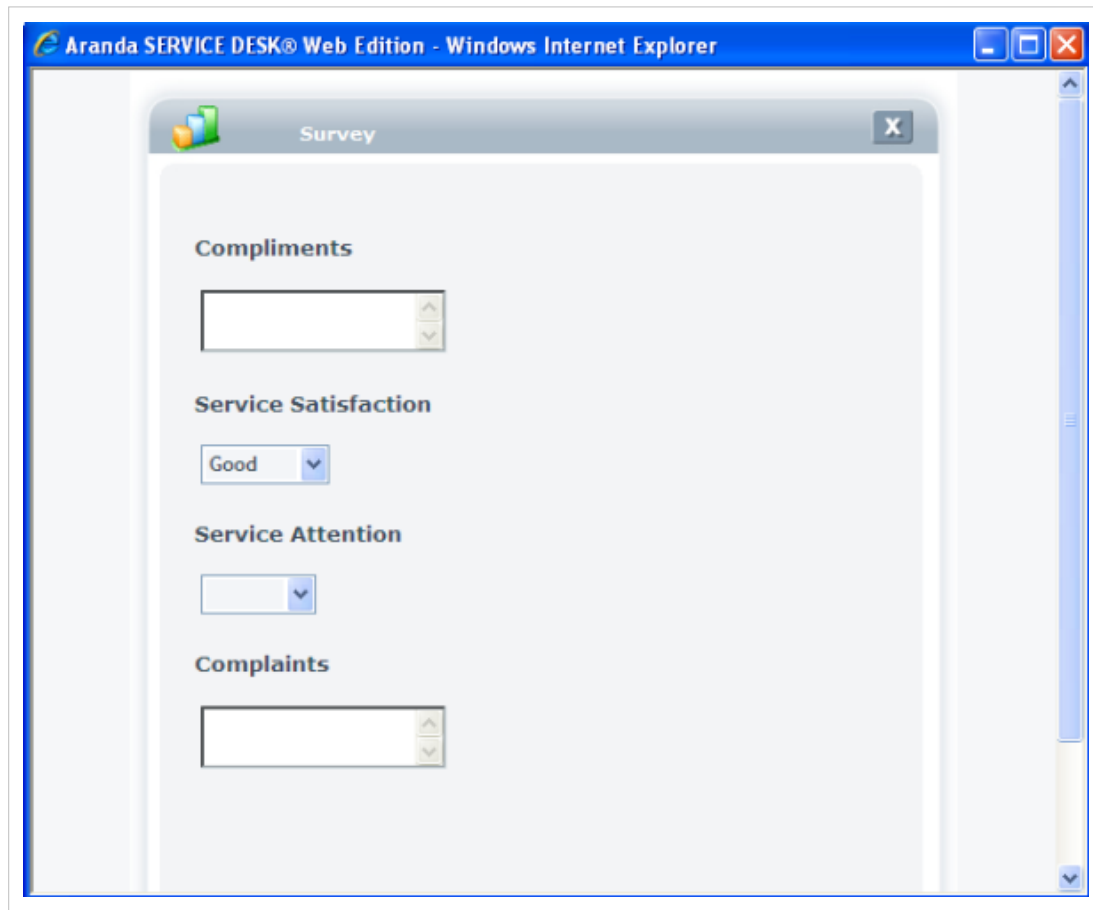 Aranda SERVICE DESK® Web Edition - Windows Internet Explorer
Survey
X
Compliments
Service Satisfaction
Good
Service Attention
Complaints